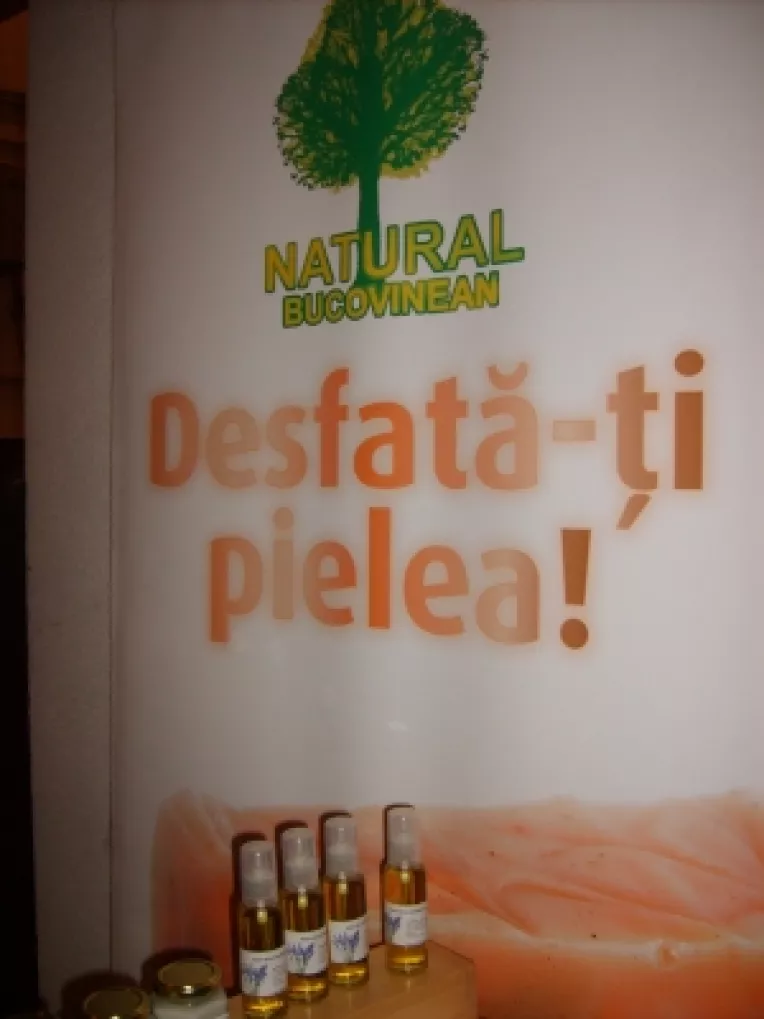 NATURAL
BUCOVINEAN
Desfată-ți
pielea!